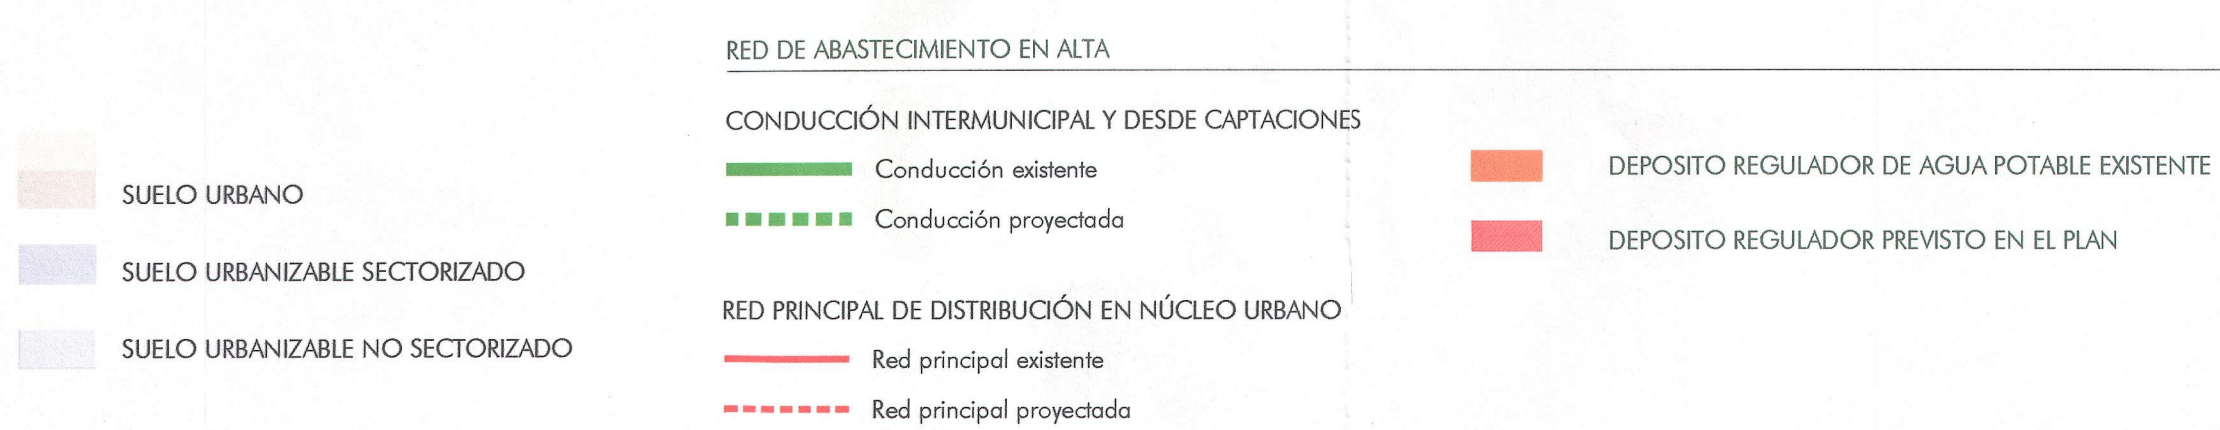 SUELO URBANO
SUELO URBANIZABLE SECTORIZADO
SUELO URBANIZABLE NO SECTORIZADO
RED DE ABASTECIMIENTO EN ALTA
CONDUCCIÓN INTERMUNICIPAL Y DESDE CAPTACIONES
Conducción existente
Conducción proyectada
RED PRINCIPAL DE DISTRIBUCIÓN EN NÚCLEO URBANO
Red principal existente
Red principal proyectada
DEPOSITO REGULADOR DE AGUA POTABLE EXISTENTE
DEPOSITO REGULADOR PREVISTO EN EL PLAN